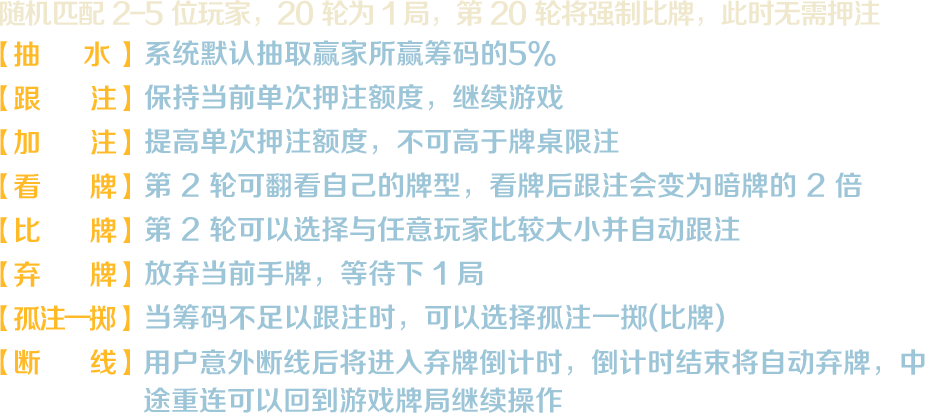 随机匹配 2-5 位玩家，20 轮为 1 局，第 20 轮将强制比牌，此时无需押注
【抽 水】系统默认抽取赢家所赢筹码的5%
【跟 注】保持当前单次押注额度，继续游戏
【加 注】提高单次押注额度，不可高于牌桌限注
【看 牌】第 2 轮可翻看自己的牌型，看牌后跟注会变为暗牌的 2 倍
【比 牌】第 2 轮可以选择与任意玩家比较大小并自动跟注
【弃 牌】放弃当前手牌，等待下 1 局
【孤注一掷】当筹码不足以跟注时，可以选择孤注一掷(比牌)
【断 线】用户意外断线后将进入弃牌倒计时，倒计时结束将自动弃牌，中
途重连可以回到游戏牌局继续操作